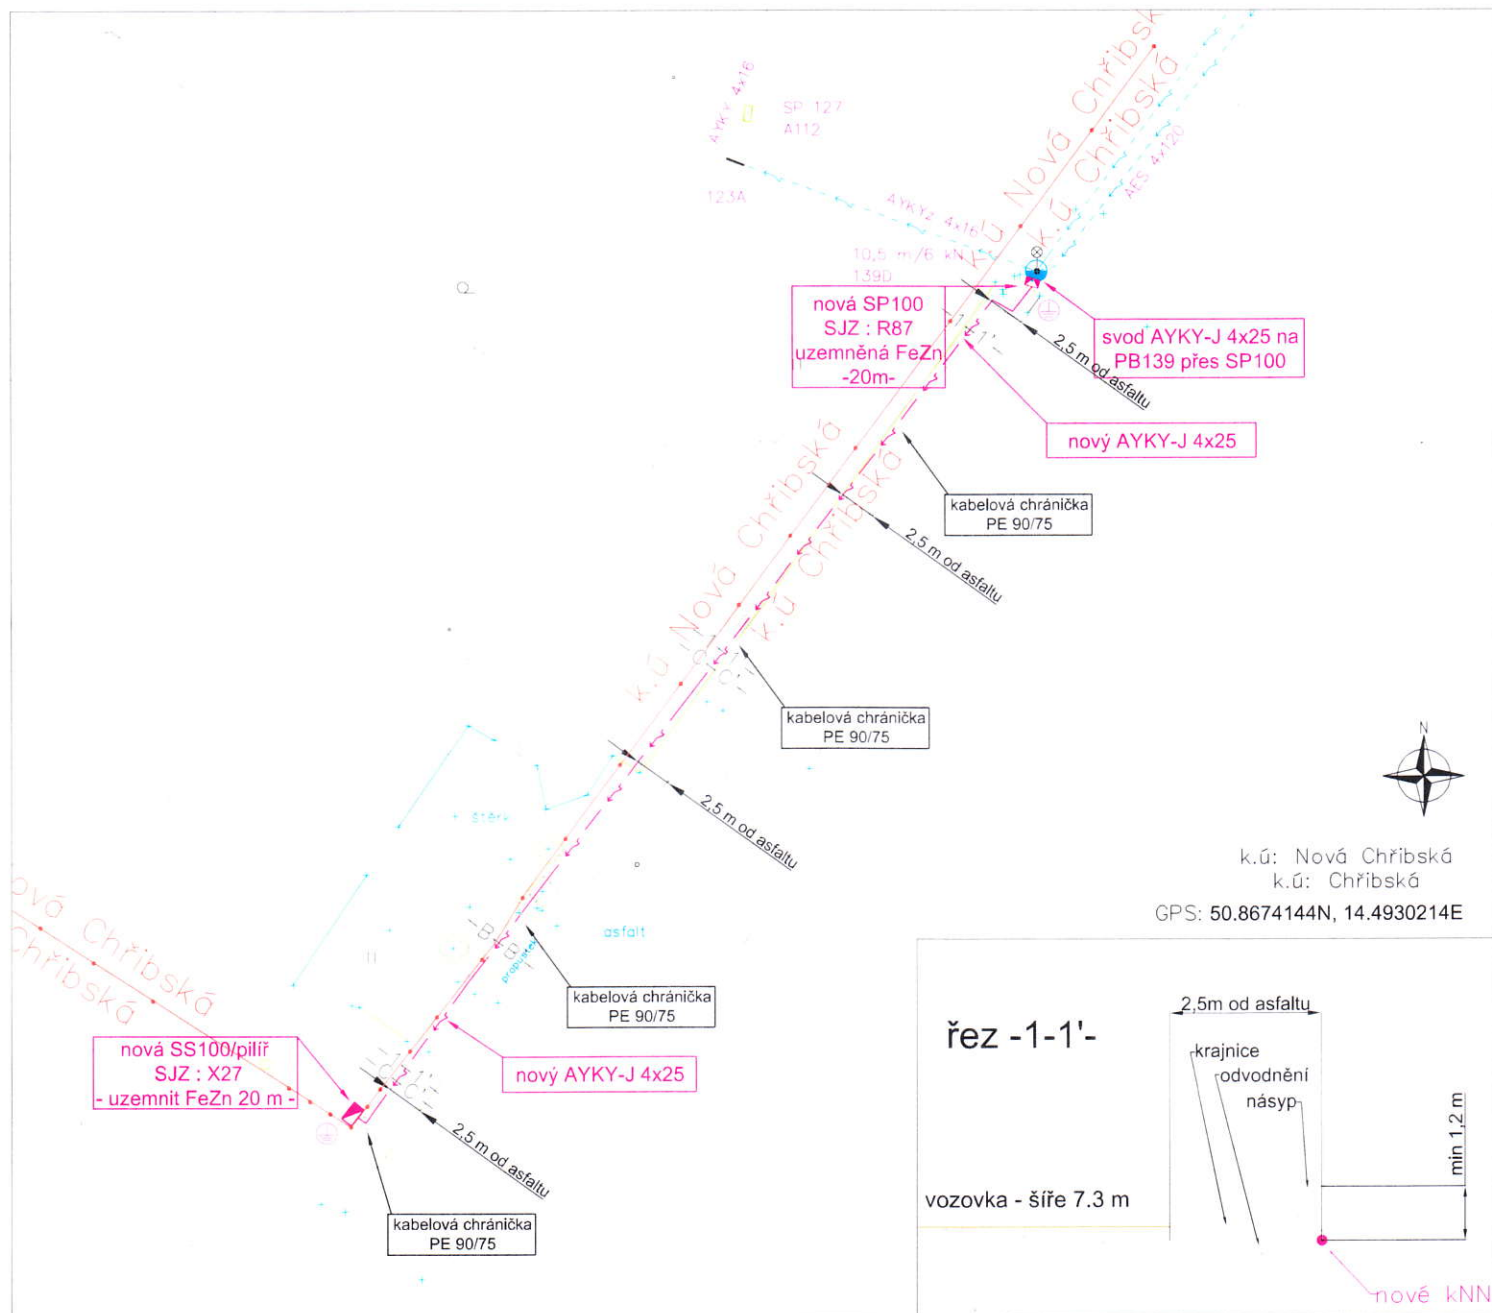 k.ú Nová Chřibsk
k.ú Chřibská
AYKY 4x16
SP 127
A112
123A
AYKYz 4x16
AES 4x120
10,5 m/6 kN
139D
nová SP100
SJZ : R87
uzemněná FeZn
-20m-
-1-1'-
2,5 m od asfaltu
svod AYKY-J 4x25 na
PB139 přes SP100
nový AYKY-J 4x25
kabelová chránička
PE 90/75
2,5 m od asfaltu
k.ú Nová Chřibská
k.ú Chřibská
kabelová chránička
PE 90/75
2,5 m od asfaltu
štěrk
asfalt
propustek
-B-B'-
kabelová chránička
PE 90/75
ová Chřibská
Chřibská
nová SS100/pilíř
SJZ : X27
- uzemnit FeZn 20 m -
nový AYKY-J 4x25
2,5 m od asfaltu
kabelová chránička
PE 90/75
N
k.ú: Nová Chřibská
k.ú: Chřibská
GPS: 50.8674144N, 14.4930214E
řez -1-1'-
2,5m od asfaltu
krajnice
odvodnění
násyp
min 1,2 m
vozovka - šíře 7.3 m
nové kNN